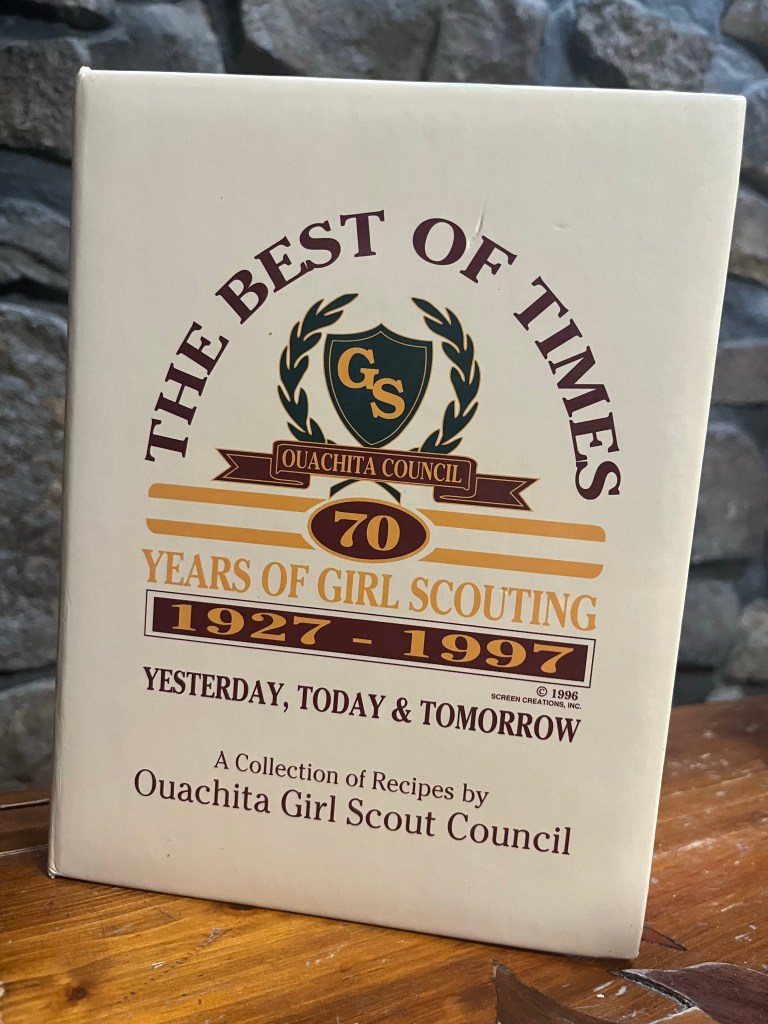 THE BEST OF TIMES
GS
OUACHITA COUNCIL
70
YEARS OF GIRL SCOUTING
1927 - 1997
© 1996
SCREEN CREATIONS, INC.
YESTERDAY, TODAY & TOMORROW
A Collection of Recipes by
Ouachita Girl Scout Council